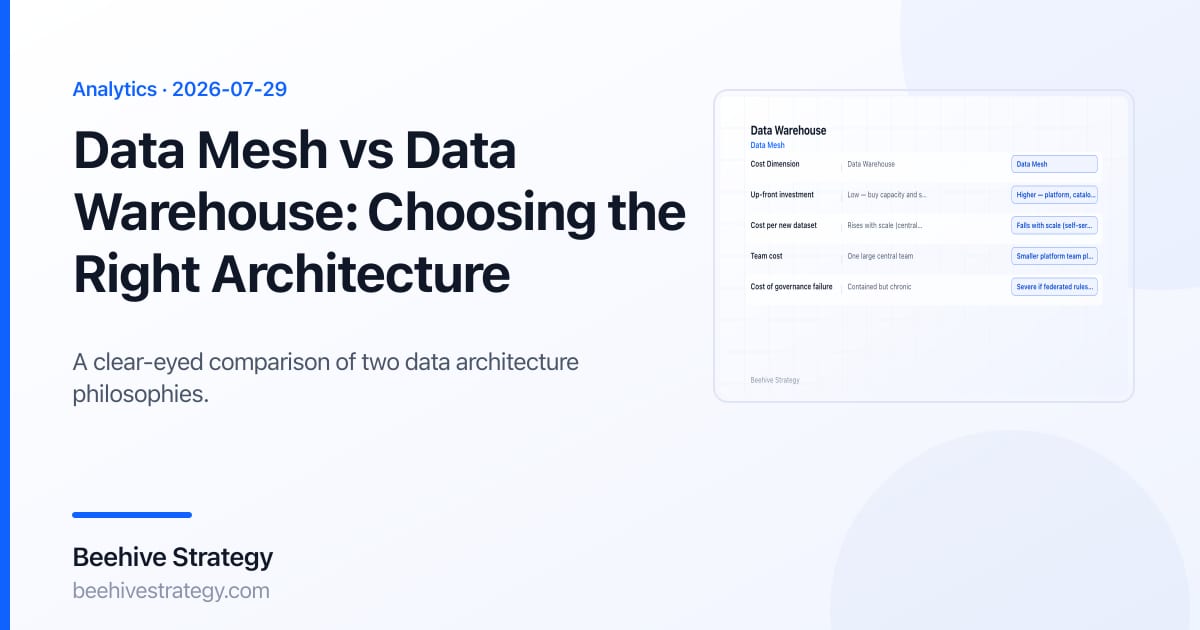 Analytics · 2026-07-29
Data Mesh vs Data
Warehouse: Choosing the
Right Architecture
A clear-eyed comparison of two data architecture
philosophies.
Beehive Strategy
beehivestrategy.com
Data Warehouse
Data Mesh
Cost Dimension Data Warehouse Data Mesh
Up-front investment Low — buy capacity and s... Higher — platform, catalo...
Cost per new dataset Rises with scale (central... Falls with scale (self-ser...
Team cost One large central team Smaller platform team pl...
Cost of governance failure Contained but chronic Severe if federated rules...
Beehive Strategy